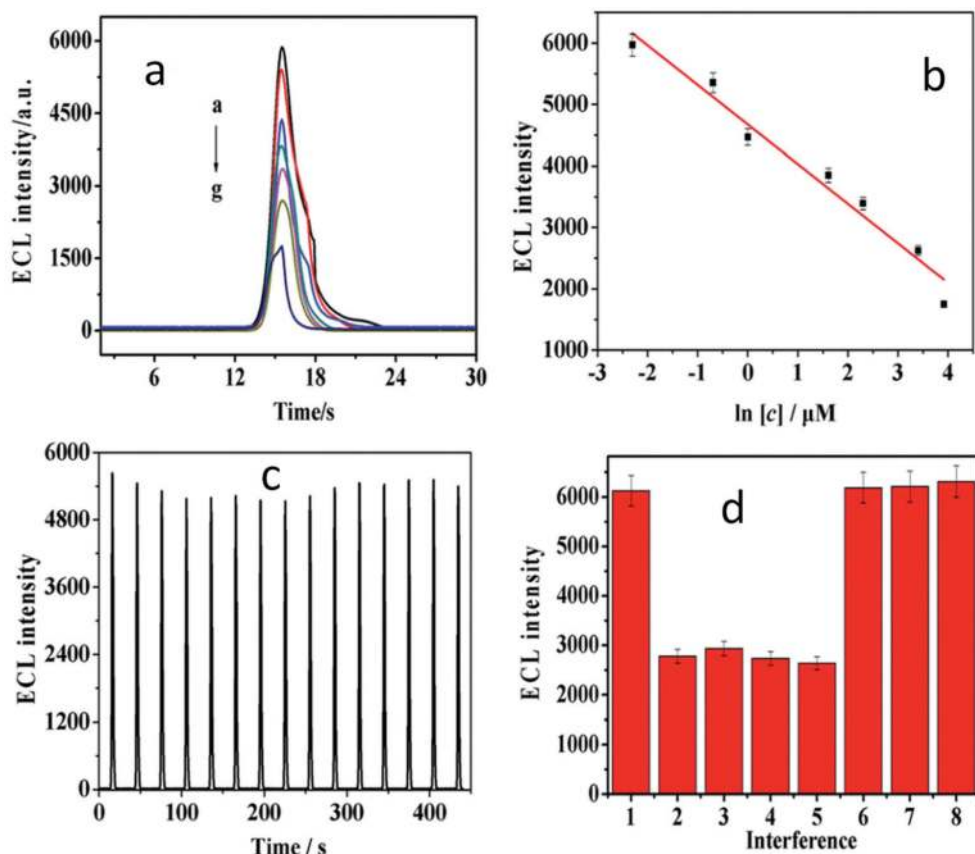 6000
4500
3000
1500
0
ECL intensity/a.u.
a
a
g
6 12 18 24 30
Time/s
6000
5000
4000
3000
2000
1000
ECL intensity
b
-3 -2 -1 0 1 2 3 4 5
ln [c] / μM
6000
4800
3600
2400
1200
0
ECL intensity
c
0 100 200 300 400
Time / s
6000
5000
4000
3000
2000
1000
0
ECL intensity
d
1 2 3 4 5 6 7 8
Interference